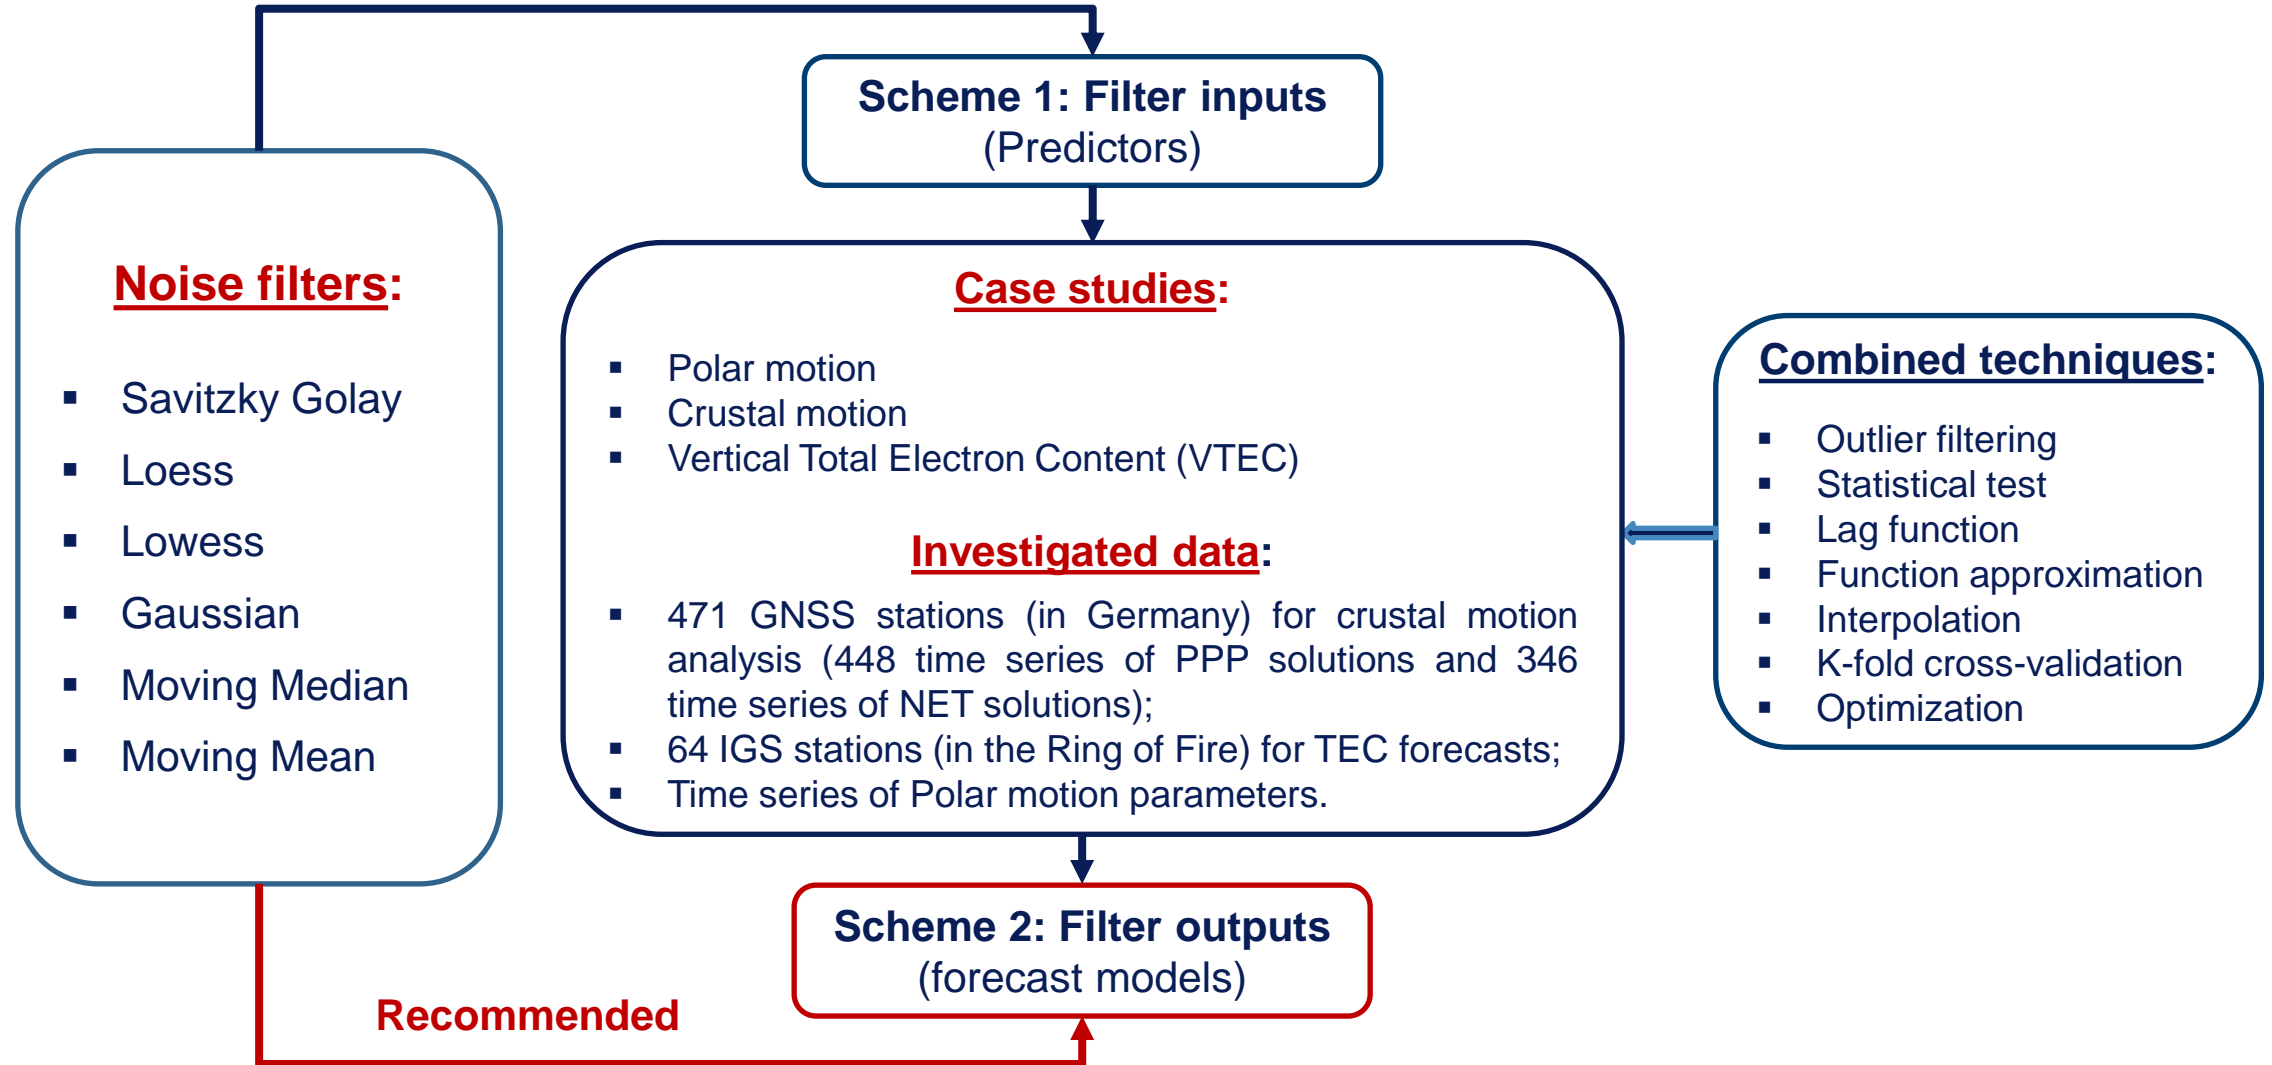 Scheme 1: Filter inputs
(Predictors)
Noise filters:
▪ Savitzky Golay
▪ Loess
▪ Lowess
▪ Gaussian
▪ Moving Median
▪ Moving Mean
Case studies:
▪ Polar motion
▪ Crustal motion
▪ Vertical Total Electron Content (VTEC)
Investigated data:
▪ 471 GNSS stations (in Germany) for crustal motion
analysis (448 time series of PPP solutions and 346
time series of NET solutions);
▪ 64 IGS stations (in the Ring of Fire) for TEC forecasts;
▪ Time series of Polar motion parameters.
Combined techniques:
▪ Outlier filtering
▪ Statistical test
▪ Lag function
▪ Function approximation
▪ Interpolation
▪ K-fold cross-validation
▪ Optimization
Scheme 2: Filter outputs
(forecast models)
Recommended